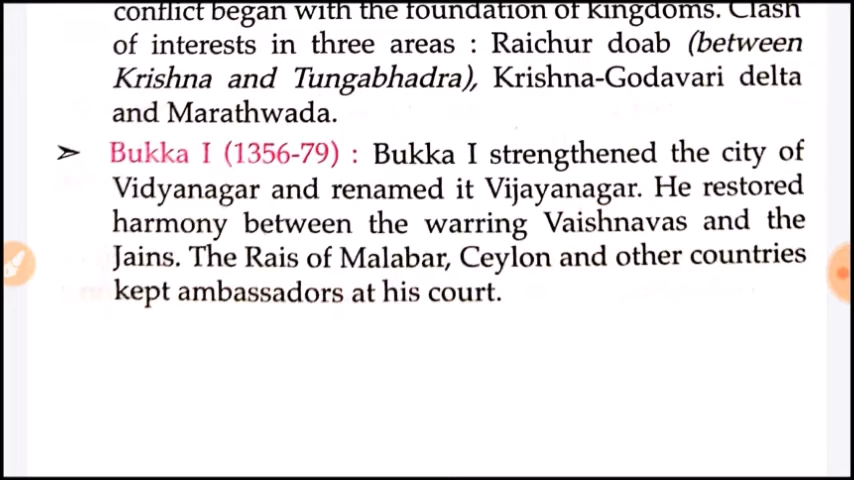 conflict began with the foundation of kingdoms. Clash
of interests in three areas : Raichur doab (between
Krishna and Tungabhadra), Krishna-Godavari delta
and Marathwada.
➢ Bukka I (1356-79) : Bukka I strengthened the city of
Vidyanagar and renamed it Vijayanagar. He restored
harmony between the warring Vaishnavas and the
Jains. The Rais of Malabar, Ceylon and other countries
kept ambassadors at his court.